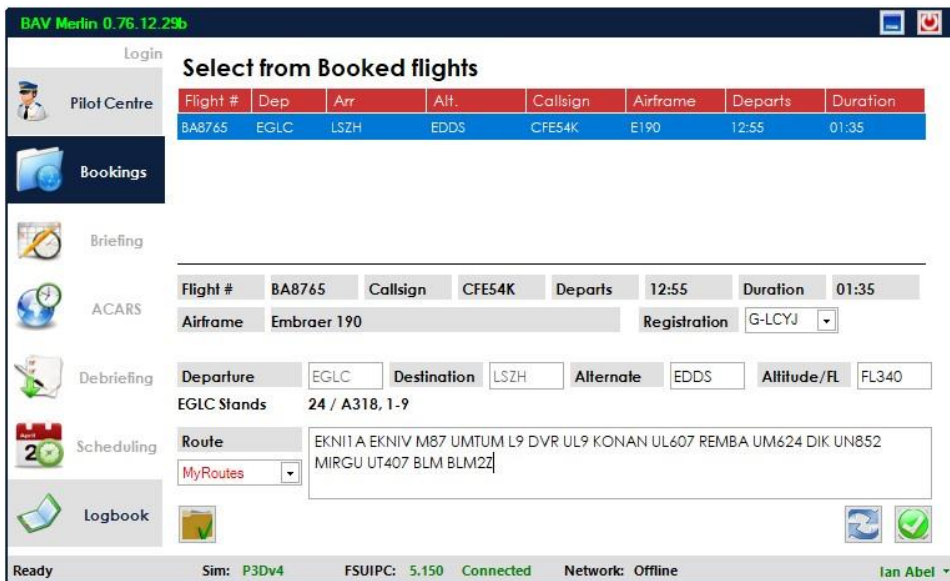 BAV Merlin 0.76.12.29b
Login
Pilot Centre
Bookings
Briefing
ACARS
Debriefing
April
2
Scheduling
Logbook
Select from Booked flights
Flight # Dep Arr Alt. Callsign Airframe Departs Duration
BA8765 EGLC LSZH EDDS CFE54K E190 12:55 01:35
Flight # BA8765 Callsign CFE54K Departs 12:55 Duration 01:35
Airframe Embraer 190 Registration G-LCYJ
Departure EGLC Destination LSZH Alternate EDDS Altitude/FL FL340
EGLC Stands 24 / A318, 1-9
Route EKNI1A EKNIV M87 UMTUM L9 DVR UL9 KONAN UL607 REMBA UM624 DIK UN852
MyRoutes MIRGU UT407 BLM BLM2Z
Ready Sim: P3Dv4 FSUIPC: 5.150 Connected Network: Offline Ian Abel